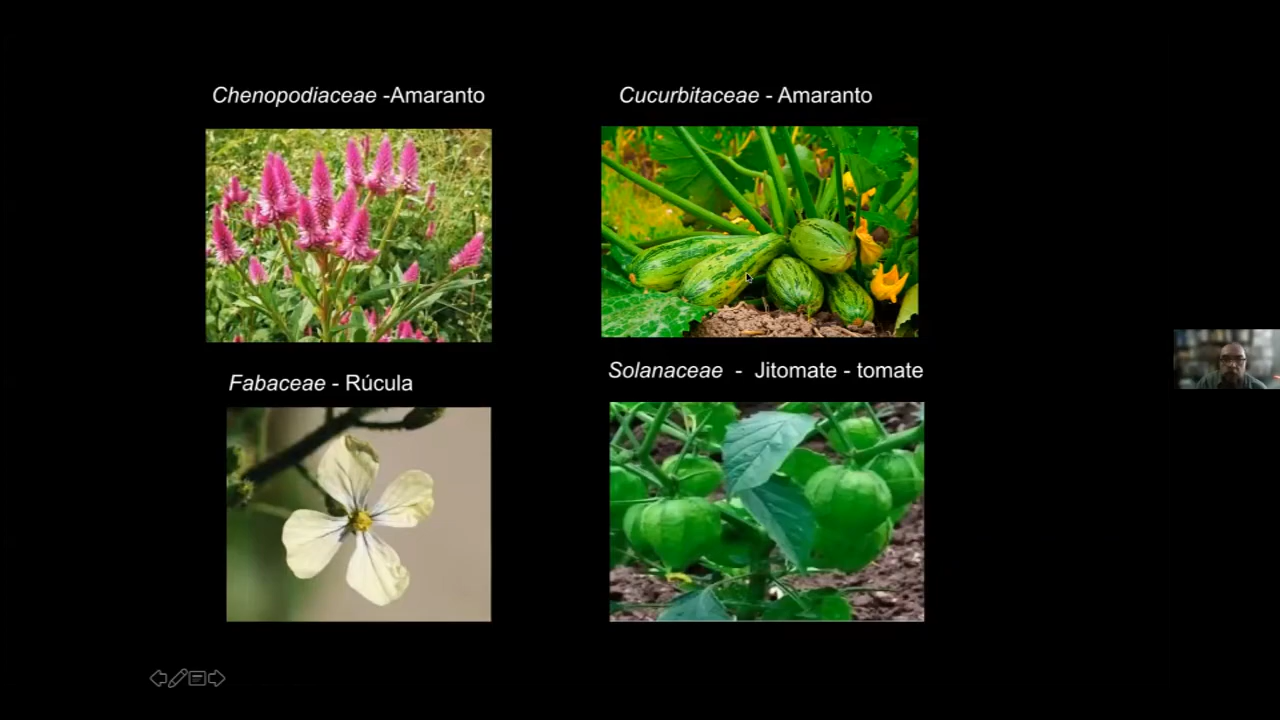 Chenopodiaceae -Amaranto
Cucurbitaceae - Amaranto
Fabaceae - Rúcula
Solanaceae - Jitomate - tomate